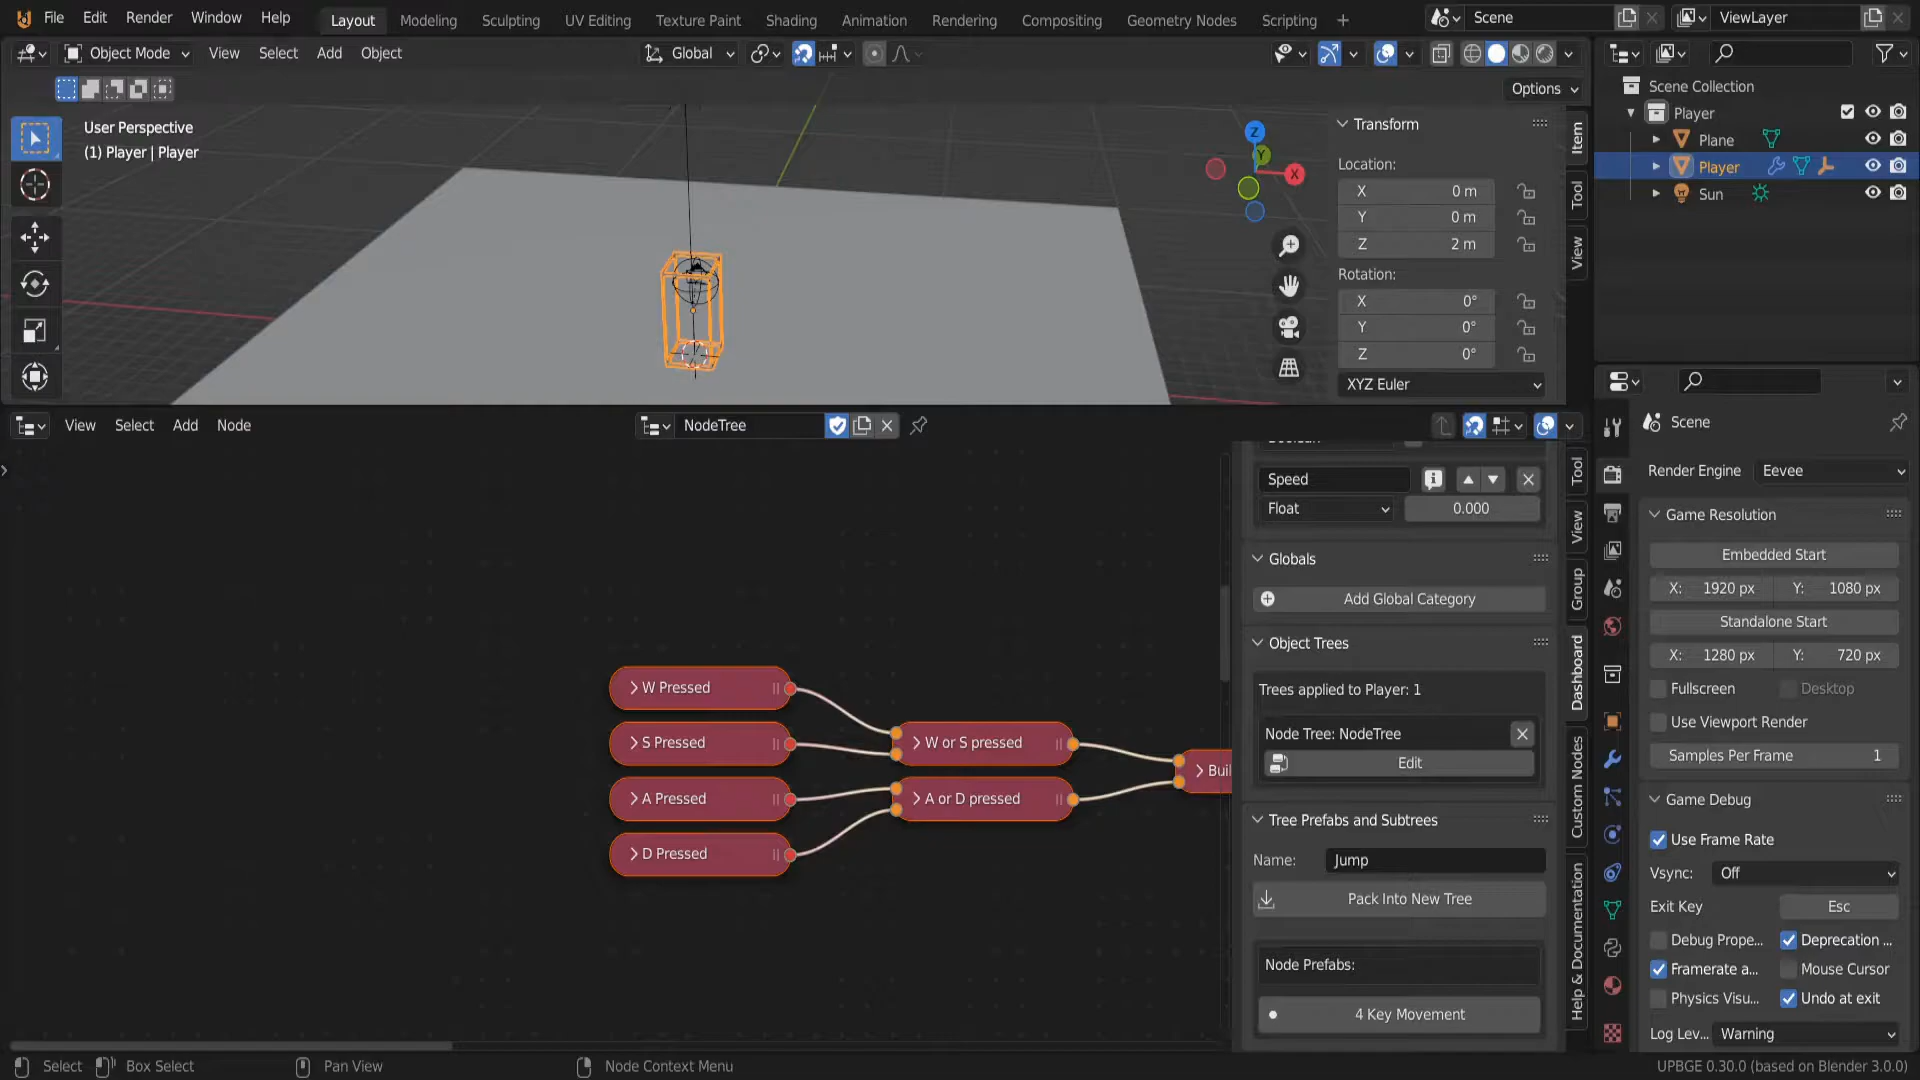 File Edit Render Window Help Layout Modeling Sculpting UV Editing Texture Paint Shading Animation Rendering Compositing Geometry Nodes Scripting + Scene ViewLayer
Object Mode View Select Add Object Global
Options
User Perspective
(1) Player | Player
Transform
Location:
X 0 m
Y 0 m
Z 2 m
Rotation:
X 0°
Y 0°
Z 0°
XYZ Euler
Item
Tool
View
Z
Y
X
Scene Collection
Player
Plane
Player
Sun
View Select Add Node NodeTree
W Pressed
S Pressed
A Pressed
D Pressed
W or S pressed
A or D pressed
Buil
Speed
Float 0.000
Globals
Add Global Category
Object Trees
Trees applied to Player: 1
Node Tree: NodeTree
Edit
Tree Prefabs and Subtrees
Name: Jump
Pack Into New Tree
Node Prefabs:
4 Key Movement
Tool
View
Group
Dashboard
Custom Nodes
Help & Documentation
Scene
Render Engine Eevee
Game Resolution
Embedded Start
X: 1920 px Y: 1080 px
Standalone Start
X: 1280 px Y: 720 px
Fullscreen Desktop
Use Viewport Render
Samples Per Frame 1
Game Debug
Use Frame Rate
Vsync: Off
Exit Key Esc
Debug Prope... Deprecation ...
Framerate a... Mouse Cursor
Physics Visu... Undo at exit
Log Lev... Warning
Select Box Select Pan View Node Context Menu UPBGE 0.30.0 (based on Blender 3.0.0)